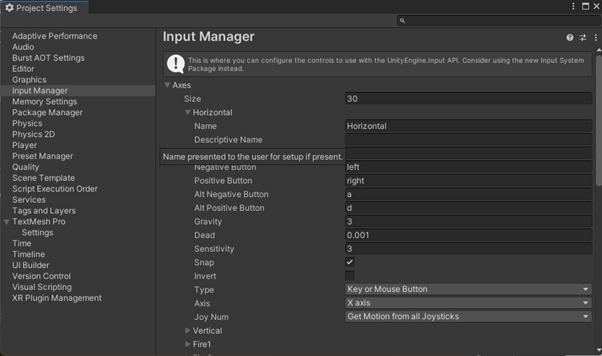 Project Settings
Adaptive Performance
Audio
Burst AOT Settings
Editor
Graphics
Input Manager
Memory Settings
Package Manager
Physics
Physics 2D
Player
Preset Manager
Quality
Scene Template
Script Execution Order
Services
Tags and Layers
TextMesh Pro
Settings
Time
Timeline
UI Builder
Version Control
Visual Scripting
XR Plugin Management
Input Manager
This is where you can configure the controls to use with the UnityEngine.Input API. Consider using the new Input System
Package instead.
Axes
Size 30
Horizontal
Name Horizontal
Descriptive Name
Name presented to the user for setup if present.
Negative Button left
Positive Button right
Alt Negative Button a
Alt Positive Button d
Gravity 3
Dead 0.001
Sensitivity 3
Snap
Invert
Type Key or Mouse Button
Axis X axis
Joy Num Get Motion from all Joysticks
Vertical
Fire1